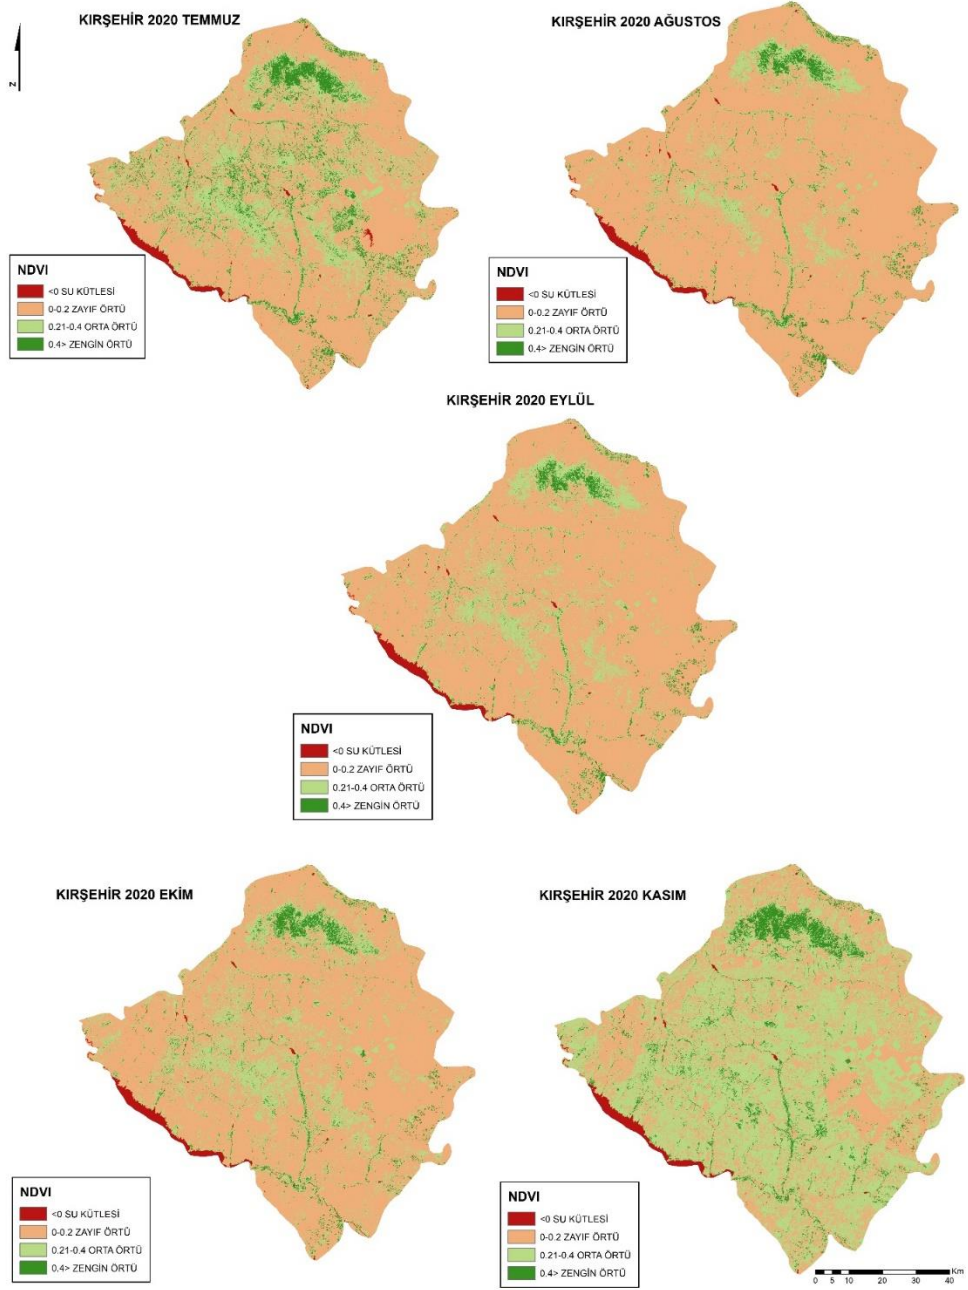 KIRŞEHİR 2020 TEMMUZ
KIRŞEHİR 2020 AĞUSTOS
Z
NDVI
<0 SU KÜTLESİ
0-0.2 ZAYIF ÖRTÜ
0.21-0.4 ORTA ÖRTÜ
0.4> ZENGİN ÖRTÜ
NDVI
<0 SU KÜTLESİ
0-0.2 ZAYIF ÖRTÜ
0.21-0.4 ORTA ÖRTÜ
0.4> ZENGİN ÖRTÜ
KIRŞEHİR 2020 EYLÜL
NDVI
<0 SU KÜTLESİ
0-0.2 ZAYIF ÖRTÜ
0.21-0.4 ORTA ÖRTÜ
0.4> ZENGİN ÖRTÜ
KIRŞEHİR 2020 EKİM
KIRŞEHİR 2020 KASIM
NDVI
<0 SU KÜTLESİ
0-0.2 ZAYIF ÖRTÜ
0.21-0.4 ORTA ÖRTÜ
0.4> ZENGİN ÖRTÜ
NDVI
<0 SU KÜTLESİ
0-0.2 ZAYIF ÖRTÜ
0.21-0.4 ORTA ÖRTÜ
0.4> ZENGİN ÖRTÜ
Km
0 5 10 20 30 40